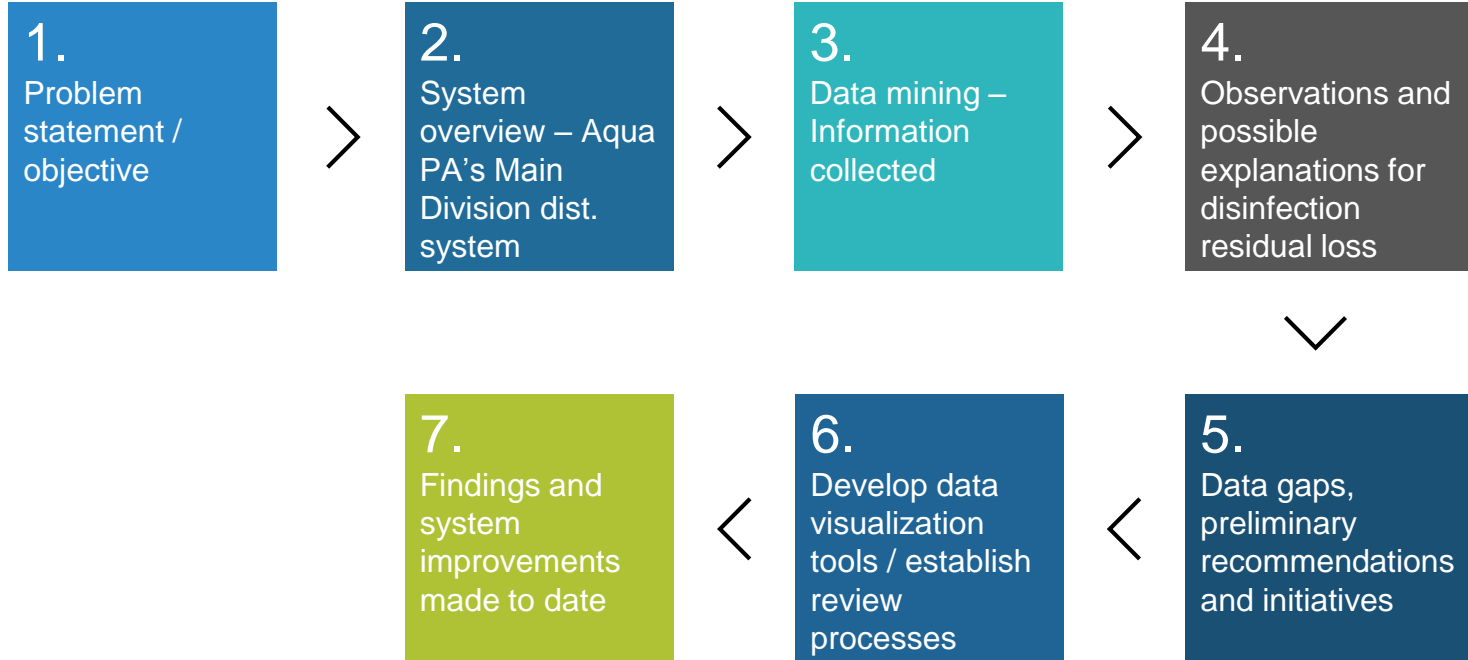 1.
Problem
statement /
objective
2.
System
overview – Aqua
PA’s Main
Division dist.
system
3.
Data mining –
Information
collected
4.
Observations and
possible
explanations for
disinfection
residual loss
5.
Data gaps,
preliminary
recommendations
and initiatives
6.
Develop data
visualization
tools / establish
review
processes
7.
Findings and
system
improvements
made to date